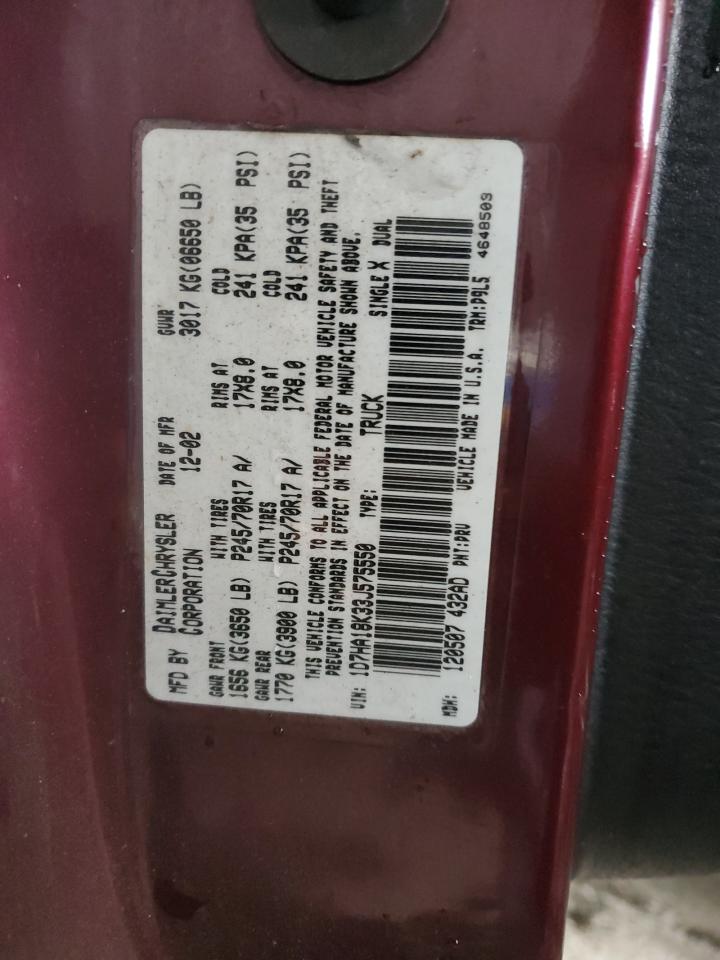 MFD BY DAIMLERCHRYSLER CORPORATION DATE OF MFR 12-02 GVWR 3017 KG(06650 LB)
GAWR FRONT WITH TIRES RIMS AT COLD
1656 KG(3650 LB) P245/70R17 A/ 17X8.0 241 KPA(35 PSI)
GAWR REAR WITH TIRES RIMS AT COLD
1770 KG(3900 LB) P245/70R17 A/ 17X8.0 241 KPA(35 PSI)
THIS VEHICLE CONFORMS TO ALL APPLICABLE FEDERAL MOTOR VEHICLE SAFETY AND THEFT
PREVENTION STANDARDS IN EFFECT ON THE DATE OF MANUFACTURE SHOWN ABOVE.
VIN: 1D7HA18K33J575550 TYPE: TRUCK SINGLE X DUAL
MDH: 120507 432AD PNT:PRV VEHICLE MADE IN U.S.A. TRM:P9L5
4648509